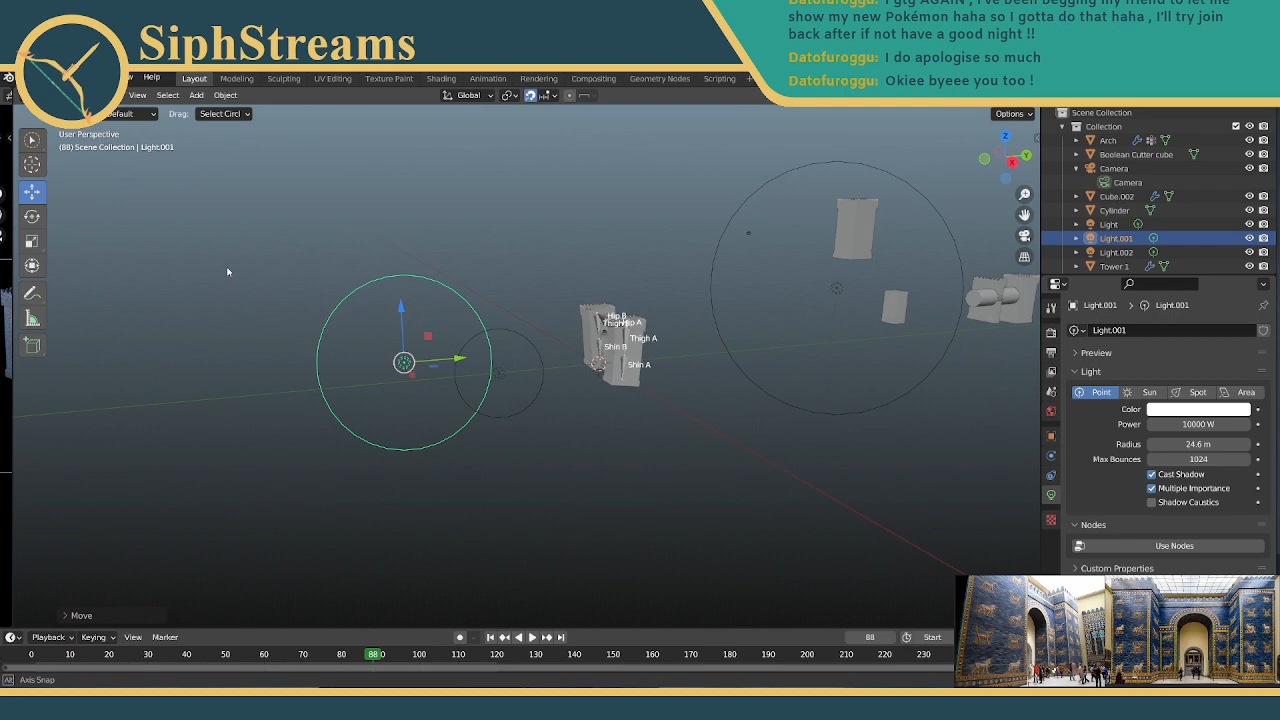 Datofuroggu: I gtg AGAIN , I've been begging my friend to let me
show my new Pokémon haha so I gotta do that haha , I'll try join
back after if not have a good night !!
Datofuroggu: I do apologise so much
Datofuroggu: Okiee byeee you too !
SiphStreams
Help
Layout Modeling Sculpting UV Editing Texture Paint Shading Animation Rendering Compositing Geometry Nodes Scripting
View Select Add Object
Global
Default Drag: Select Circl
Options
User Perspective
(88) Scene Collection | Light.001
Z
Y
X
Hip B
Thigh A
Shin B
Shin A
Move
Scene Collection
Collection
Arch
Boolean Cutter cube
Camera
Camera
Cube.002
Cylinder
Light
Light.001
Light.002
Tower 1
Light.001 Light.001
Light.001
Preview
Light
Point Sun Spot Area
Color
Power 10000 W
Radius 24.6 m
Max Bounces 1024
Cast Shadow
Multiple Importance
Shadow Caustics
Nodes
Use Nodes
Custom Properties
Playback Keying View Marker
88 Start
0 10 20 30 40 50 60 70 80 88 100 110 120 130 140 150 160 170 180 190 200 210 220 230
Alt Axis Snap